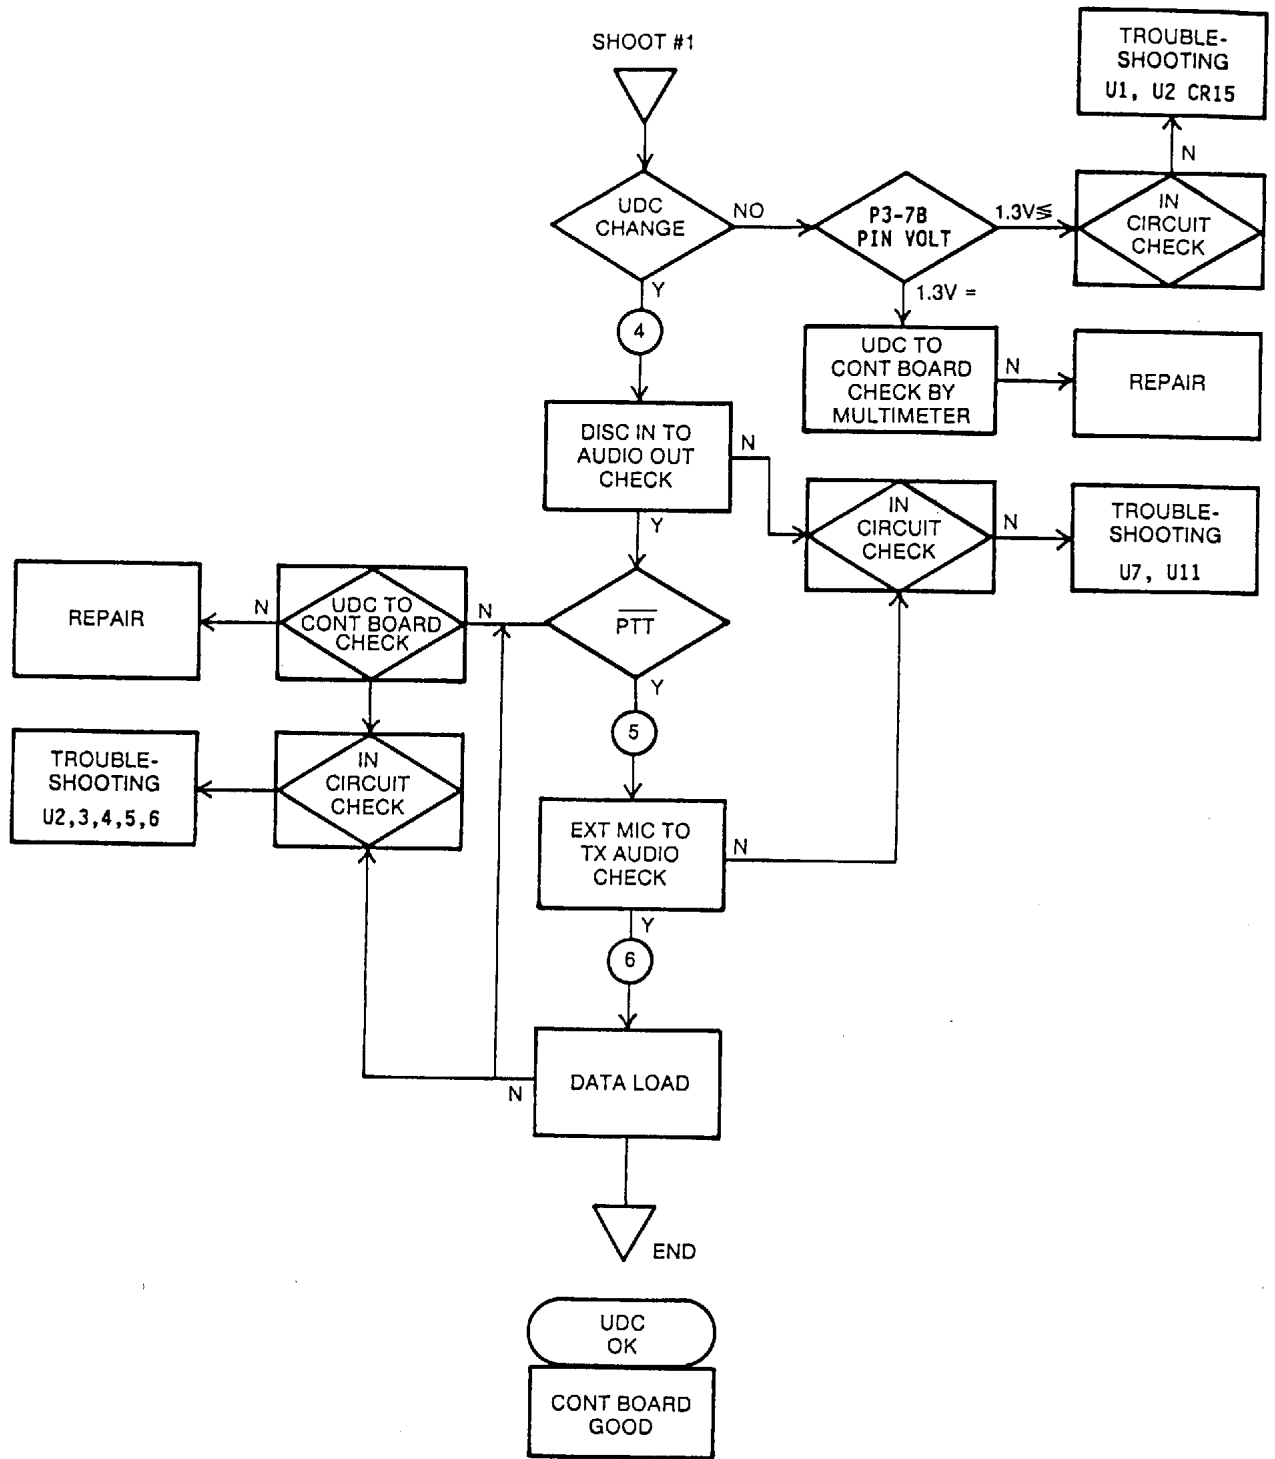 SHOOT #1
TROUBLE-
SHOOTING
U1, U2 CR15
N
UDC
CHANGE
NO
P3-7B
PIN VOLT
1.3V≦
IN
CIRCUIT
CHECK
Y
1.3V =
4
UDC TO
CONT BOARD
CHECK BY
MULTIMETER
N
REPAIR
DISC IN TO
AUDIO OUT
CHECK
N
Y
IN
CIRCUIT
CHECK
N
TROUBLE-
SHOOTING
U7, U11
REPAIR
N
UDC TO
CONT BOARD
CHECK
N
PTT
Y
5
TROUBLE-
SHOOTING
U2,3,4,5,6
IN
CIRCUIT
CHECK
EXT MIC TO
TX AUDIO
CHECK
N
Y
6
DATA LOAD
N
END
UDC
OK
CONT BOARD
GOOD